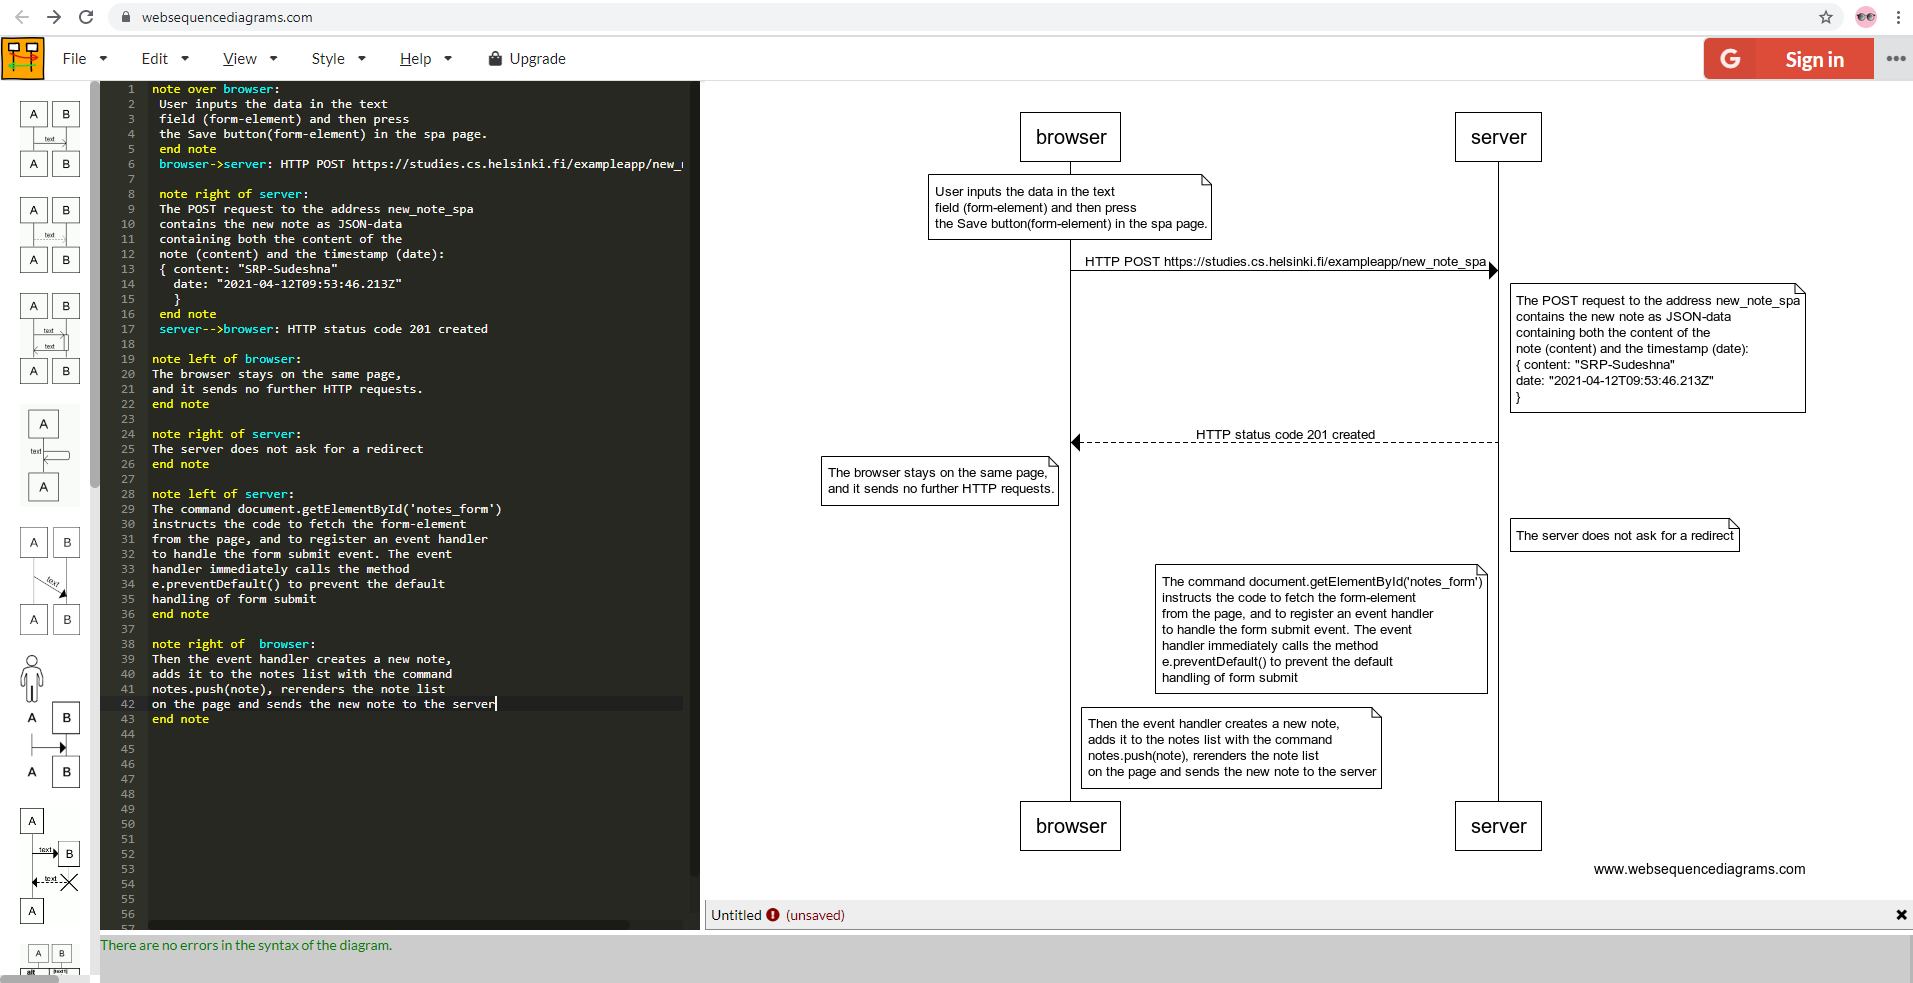 websequencediagrams.com
File Edit View Style Help Upgrade
G Sign in
A B
text
A B
A B
text
A B
A B
text
text
A B
A
text
A
A B
text
A B
A B
A B
A
text B
text
A
A B
alt [text]
1 note over browser:
2 User inputs the data in the text
3 field (form-element) and then press
4 the Save button(form-element) in the spa page.
5 end note
6 browser->server: HTTP POST https://studies.cs.helsinki.fi/exampleapp/new_
7
8 note right of server:
9 The POST request to the address new_note_spa
10 contains the new note as JSON-data
11 containing both the content of the
12 note (content) and the timestamp (date):
13 { content: "SRP-Sudeshna"
14 date: "2021-04-12T09:53:46.213Z"
15 }
16 end note
17 server-->browser: HTTP status code 201 created
18
19 note left of browser:
20 The browser stays on the same page,
21 and it sends no further HTTP requests.
22 end note
23
24 note right of server:
25 The server does not ask for a redirect
26 end note
27
28 note left of server:
29 The command document.getElementById('notes_form')
30 instructs the code to fetch the form-element
31 from the page, and to register an event handler
32 to handle the form submit event. The event
33 handler immediately calls the method
34 e.preventDefault() to prevent the default
35 handling of form submit
36 end note
37
38 note right of browser:
39 Then the event handler creates a new note,
40 adds it to the notes list with the command
41 notes.push(note), rerenders the note list
42 on the page and sends the new note to the server
43 end note
44
45
46
47
48
49
50
51
52
53
54
55
56
57
browser server
User inputs the data in the text
field (form-element) and then press
the Save button(form-element) in the spa page.
HTTP POST https://studies.cs.helsinki.fi/exampleapp/new_note_spa
The POST request to the address new_note_spa
contains the new note as JSON-data
containing both the content of the
note (content) and the timestamp (date):
{ content: "SRP-Sudeshna"
date: "2021-04-12T09:53:46.213Z"
}
HTTP status code 201 created
The browser stays on the same page,
and it sends no further HTTP requests.
The server does not ask for a redirect
The command document.getElementById('notes_form')
instructs the code to fetch the form-element
from the page, and to register an event handler
to handle the form submit event. The event
handler immediately calls the method
e.preventDefault() to prevent the default
handling of form submit
Then the event handler creates a new note,
adds it to the notes list with the command
notes.push(note), rerenders the note list
on the page and sends the new note to the server
browser server
www.websequencediagrams.com
Untitled (unsaved)
There are no errors in the syntax of the diagram.